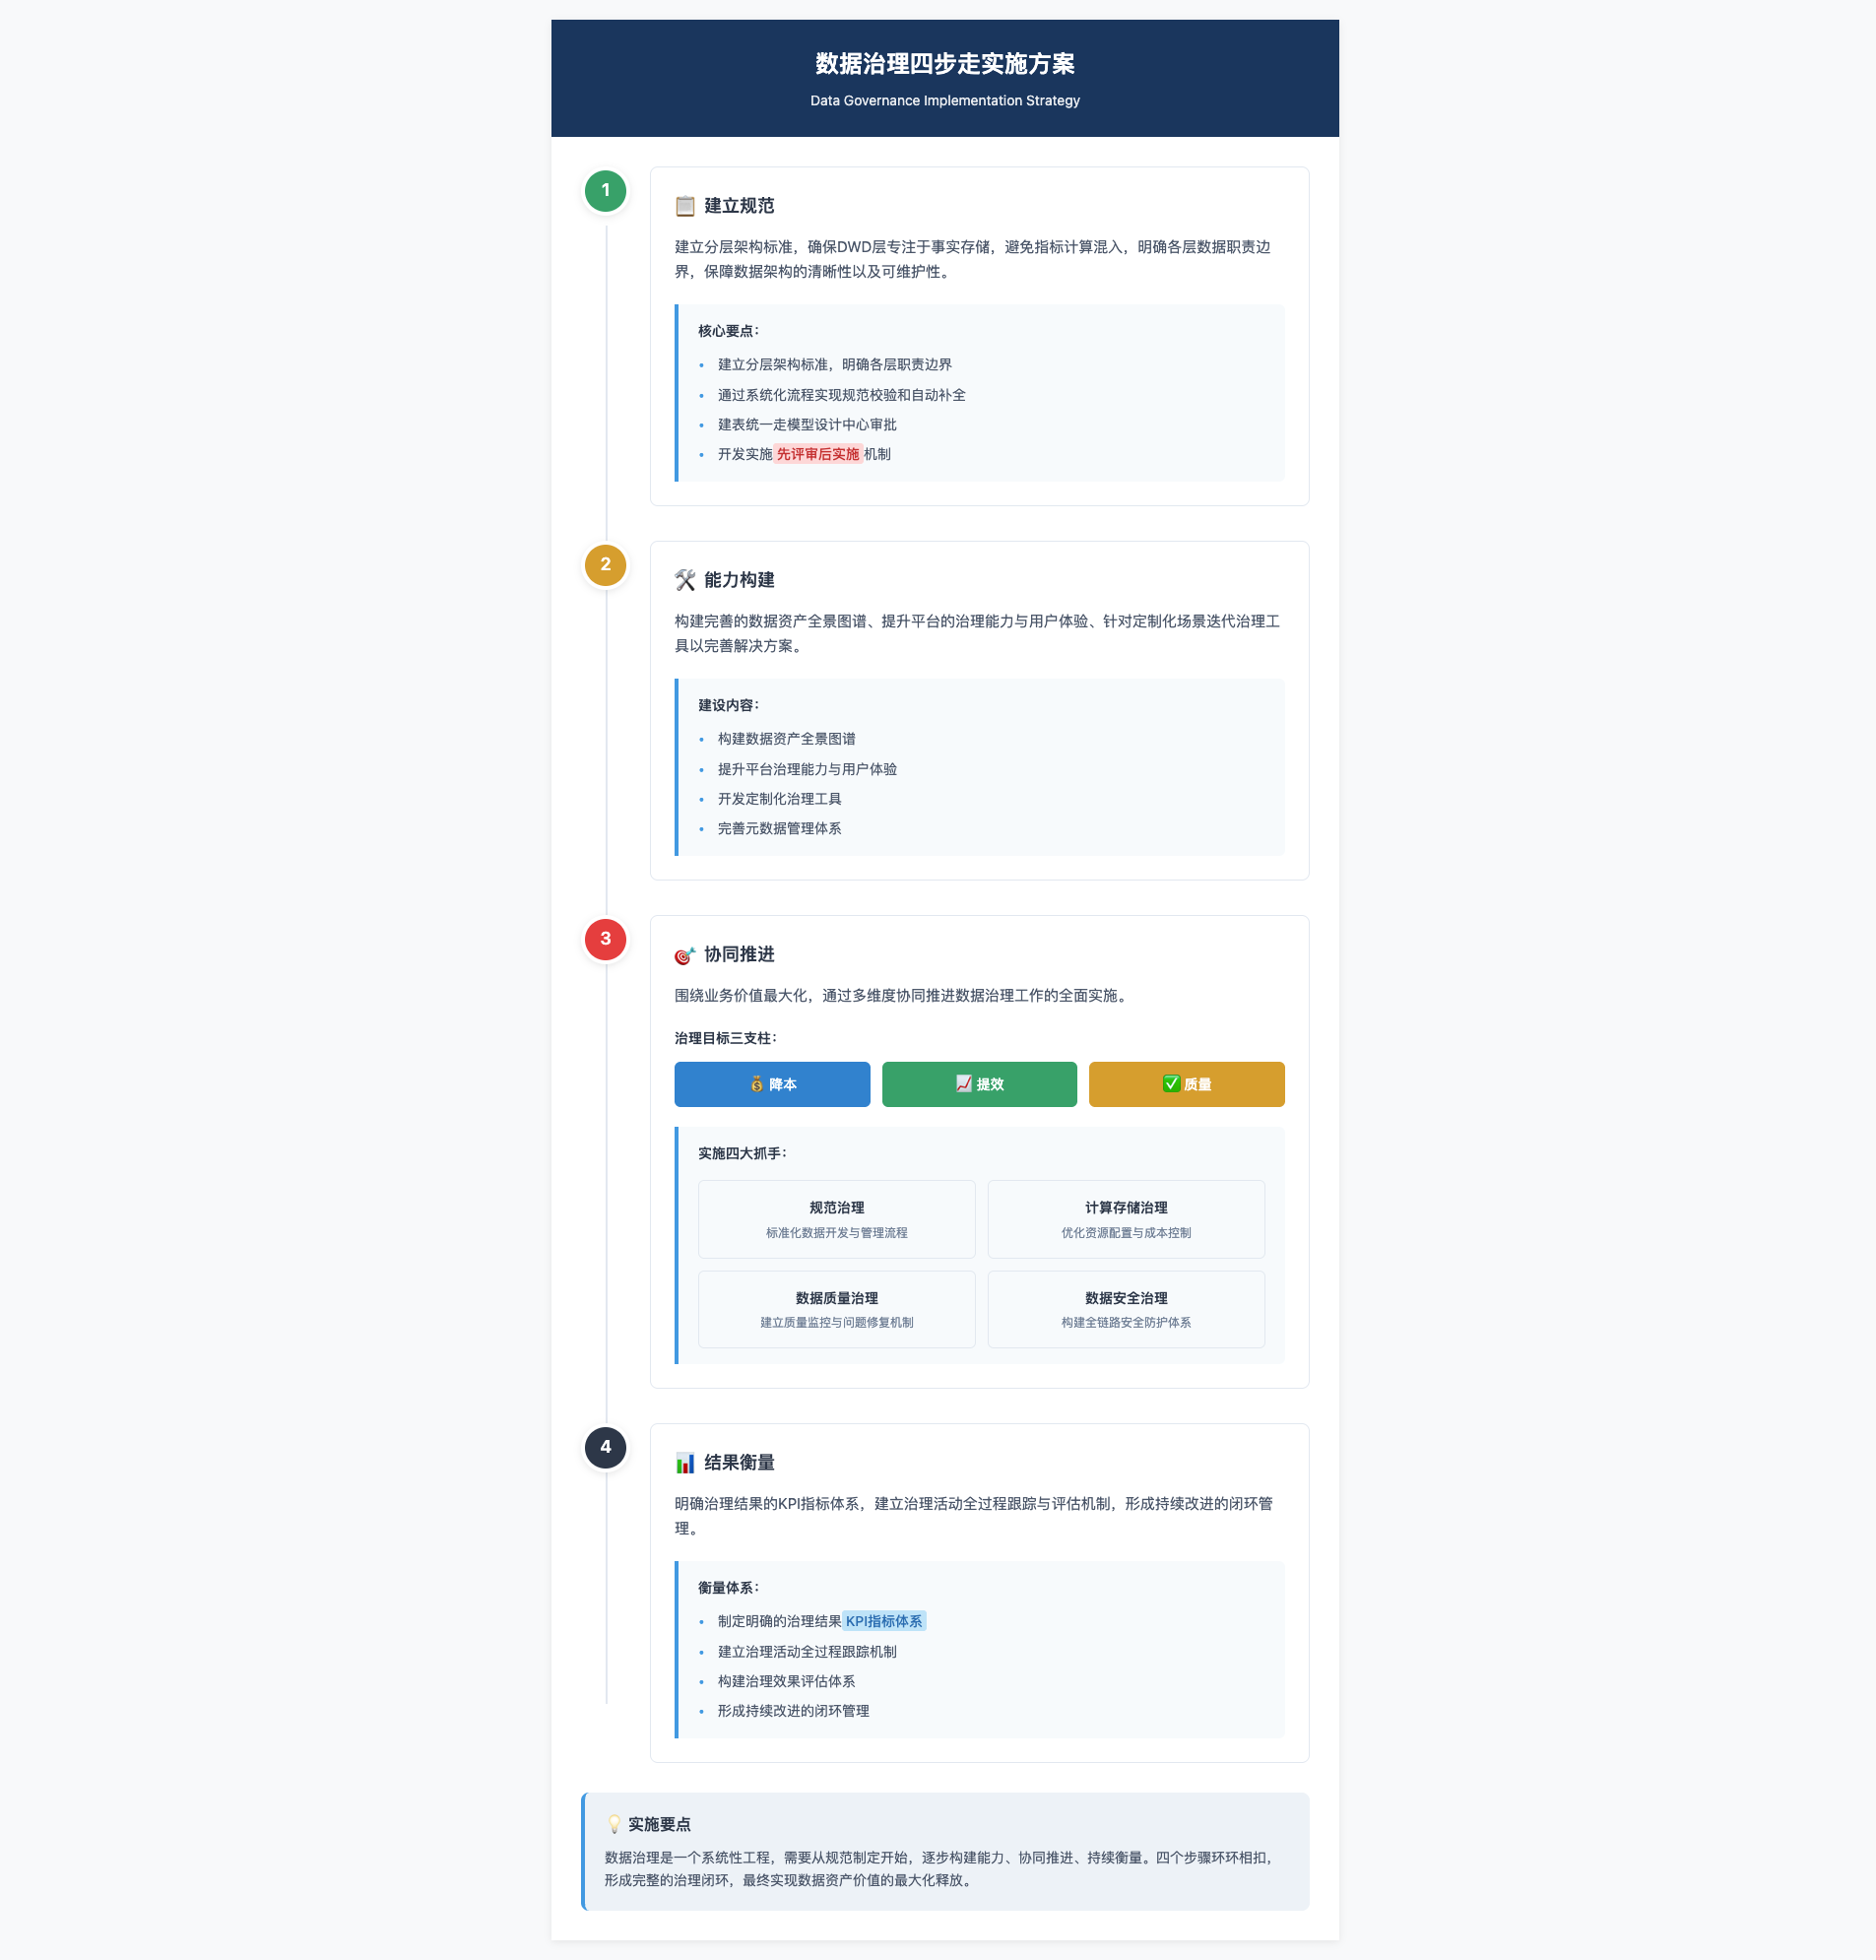 数据治理四步走实施方案
Data Governance Implementation Strategy
1
📋 建立规范
建立分层架构标准，确保DWD层专注于事实存储，避免指标计算混入，明确各层数据职责边
界，保障数据架构的清晰性以及可维护性。
核心要点：
• 建立分层架构标准，明确各层职责边界
• 通过系统化流程实现规范校验和自动补全
• 建表统一走模型设计中心审批
• 开发实施先评审后实施机制
2
🛠️ 能力构建
构建完善的数据资产全景图谱、提升平台的治理能力与用户体验、针对定制化场景迭代治理工
具以完善解决方案。
建设内容：
• 构建数据资产全景图谱
• 提升平台治理能力与用户体验
• 开发定制化治理工具
• 完善元数据管理体系
3
🎯 协同推进
围绕业务价值最大化，通过多维度协同推进数据治理工作的全面实施。
治理目标三支柱：
💰 降本
📈 提效
✅ 质量
实施四大抓手：
规范治理
标准化数据开发与管理流程
计算存储治理
优化资源配置与成本控制
数据质量治理
建立质量监控与问题修复机制
数据安全治理
构建全链路安全防护体系
4
📊 结果衡量
明确治理结果的KPI指标体系，建立治理活动全过程跟踪与评估机制，形成持续改进的闭环管
理。
衡量体系：
• 制定明确的治理结果KPI指标体系
• 建立治理活动全过程跟踪机制
• 构建治理效果评估体系
• 形成持续改进的闭环管理
💡 实施要点
数据治理是一个系统性工程，需要从规范制定开始，逐步构建能力、协同推进、持续衡量。四个步骤环环相扣，
形成完整的治理闭环，最终实现数据资产价值的最大化释放。